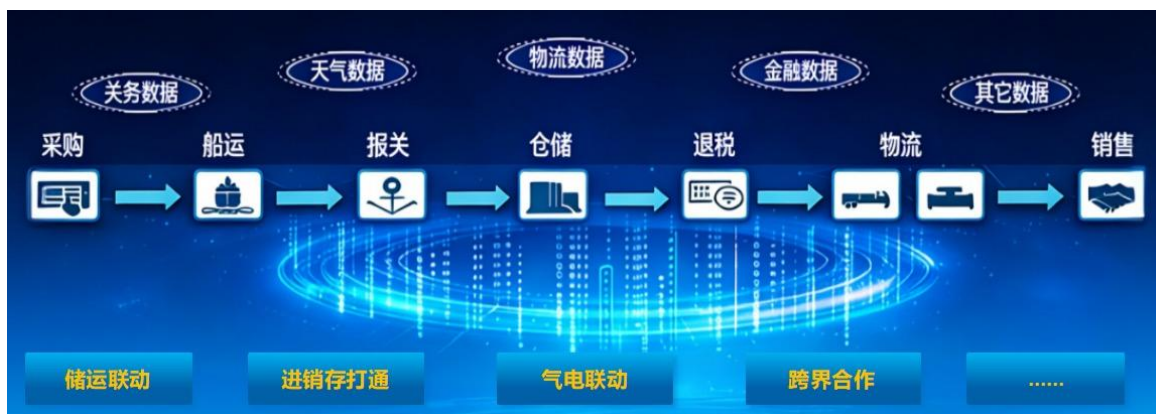 关务数据
天气数据
物流数据
金融数据
其它数据
采购
船运
报关
仓储
退税
物流
销售
储运联动
进销存打通
气电联动
跨界合作
......